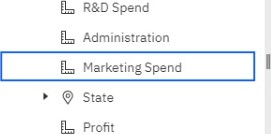 R&D Spend
Administration
Marketing Spend
State
Profit